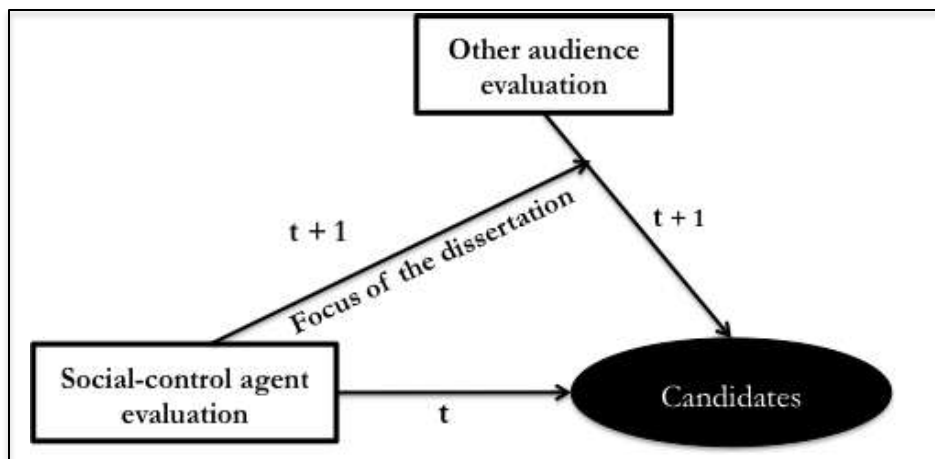 Other audience
evaluation
t + 1
t + 1
Focus of the dissertation
Social-control agent
evaluation
t
Candidates